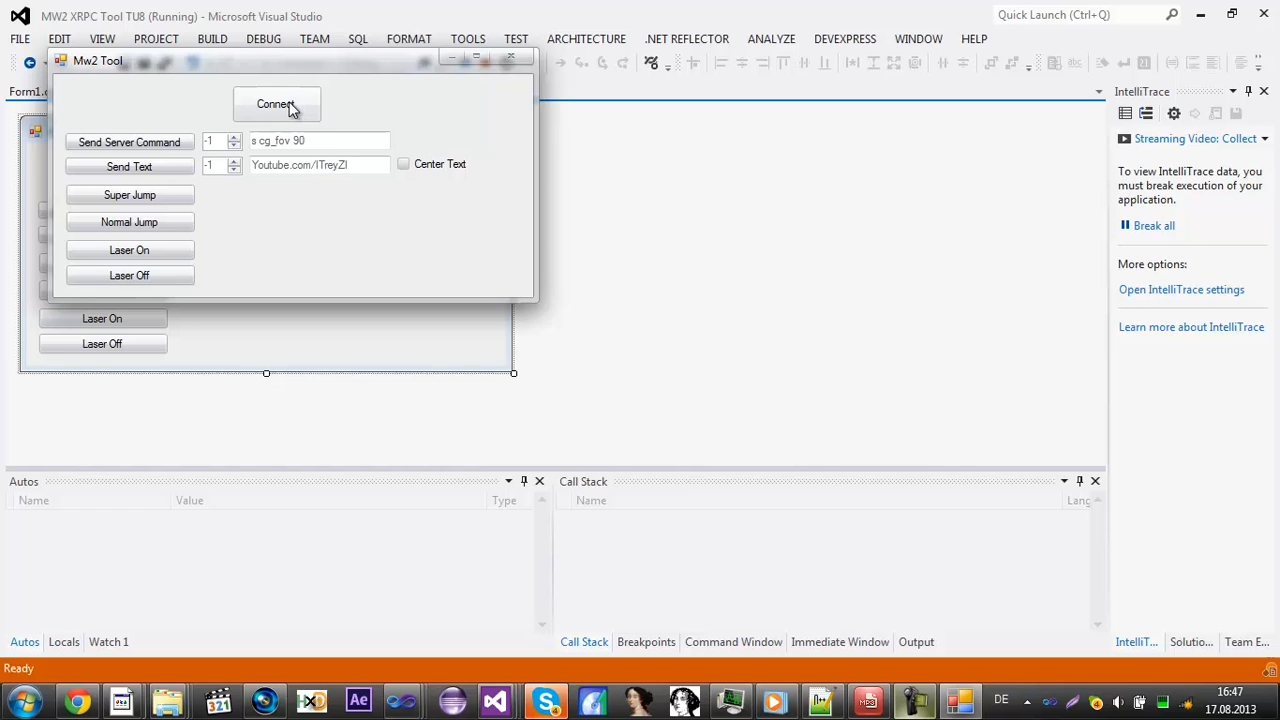 MW2 XRPC Tool TU8 (Running) - Microsoft Visual Studio
Quick Launch (Ctrl+Q)
FILE EDIT VIEW PROJECT BUILD DEBUG TEAM SQL FORMAT TOOLS TEST ARCHITECTURE .NET REFLECTOR ANALYZE DEVEXPRESS WINDOW HELP
Mw2 Tool
Form1.
Connect
Send Server Command -1 s cg_fov 90
Send Text -1 Youtube.com/ITreyZI Center Text
Super Jump
Normal Jump
Laser On
Laser Off
Laser On
Laser Off
IntelliTrace
Streaming Video: Collect
To view IntelliTrace data, you
must break execution of your
application.
Break all
More options:
Open IntelliTrace settings
Learn more about IntelliTrace
Autos
Name Value Type
Call Stack
Name Lang
Autos Locals Watch 1
Call Stack Breakpoints Command Window Immediate Window Output
IntelliT... Solutio... Team E...
Ready
321
Ae
DE
16:47
17.08.2013